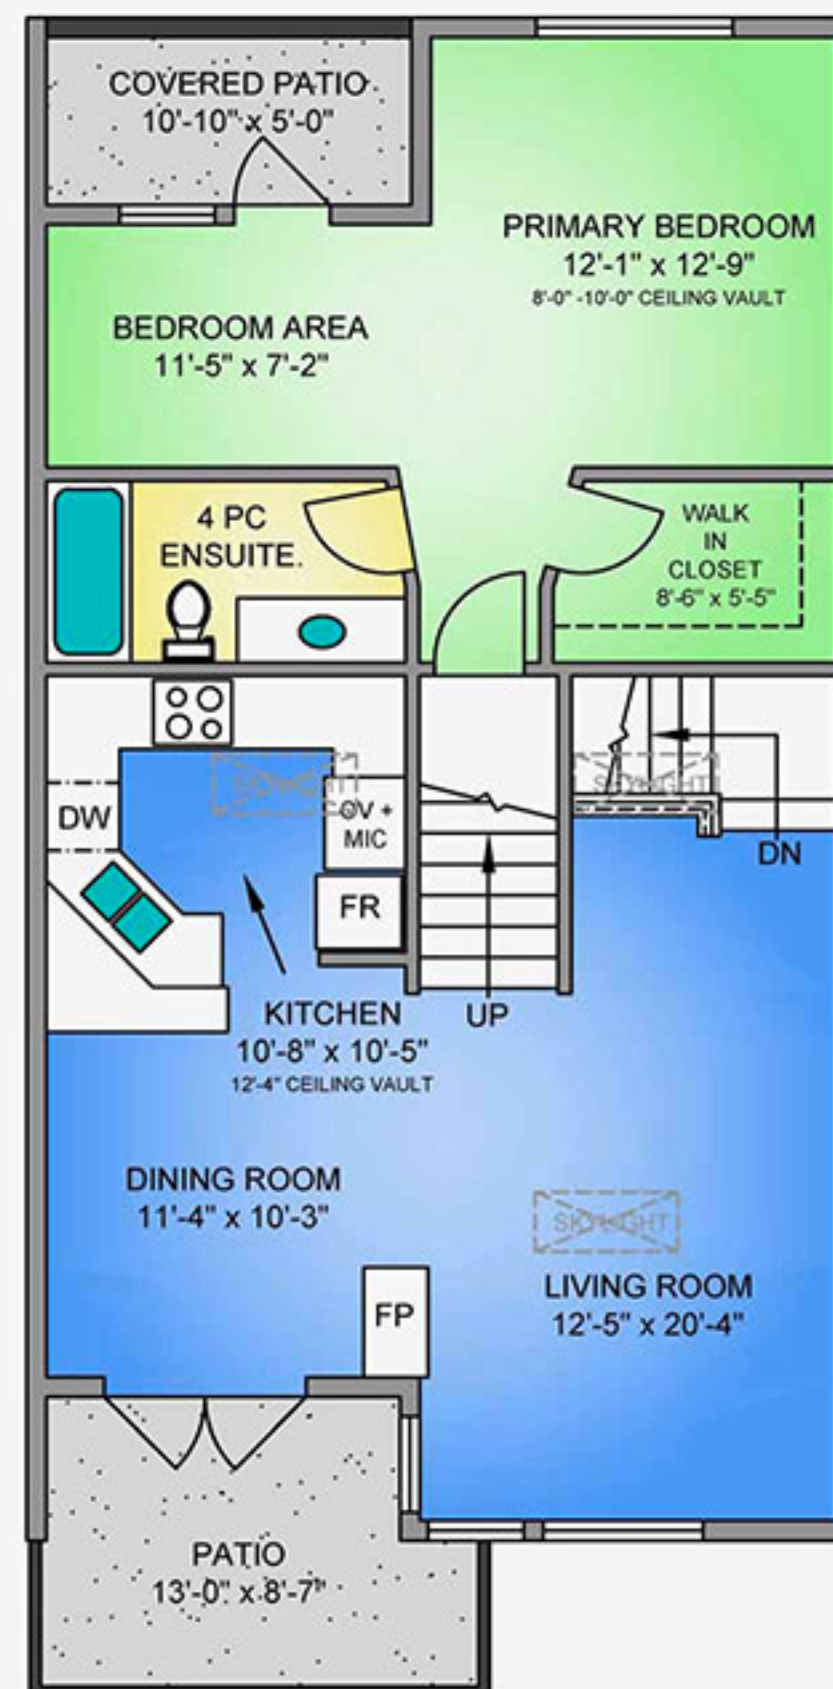 COVERED PATIO
10'-10" x 5'-0"
PRIMARY BEDROOM
12'-1" x 12'-9"
8'-0" -10'-0" CEILING VAULT
BEDROOM AREA
11'-5" x 7'-2"
4 PC
ENSUITE.
WALK
IN
CLOSET
8'-6" x 5'-5"
SKYLIGHT
SKYLIGHT
DW
OV +
MIC
DN
FR
KITCHEN
10'-8" x 10'-5"
12'-4" CEILING VAULT
UP
DINING ROOM
11'-4" x 10'-3"
SKYLIGHT
LIVING ROOM
12'-5" x 20'-4"
FP
PATIO
13'-0" x 8'-7"